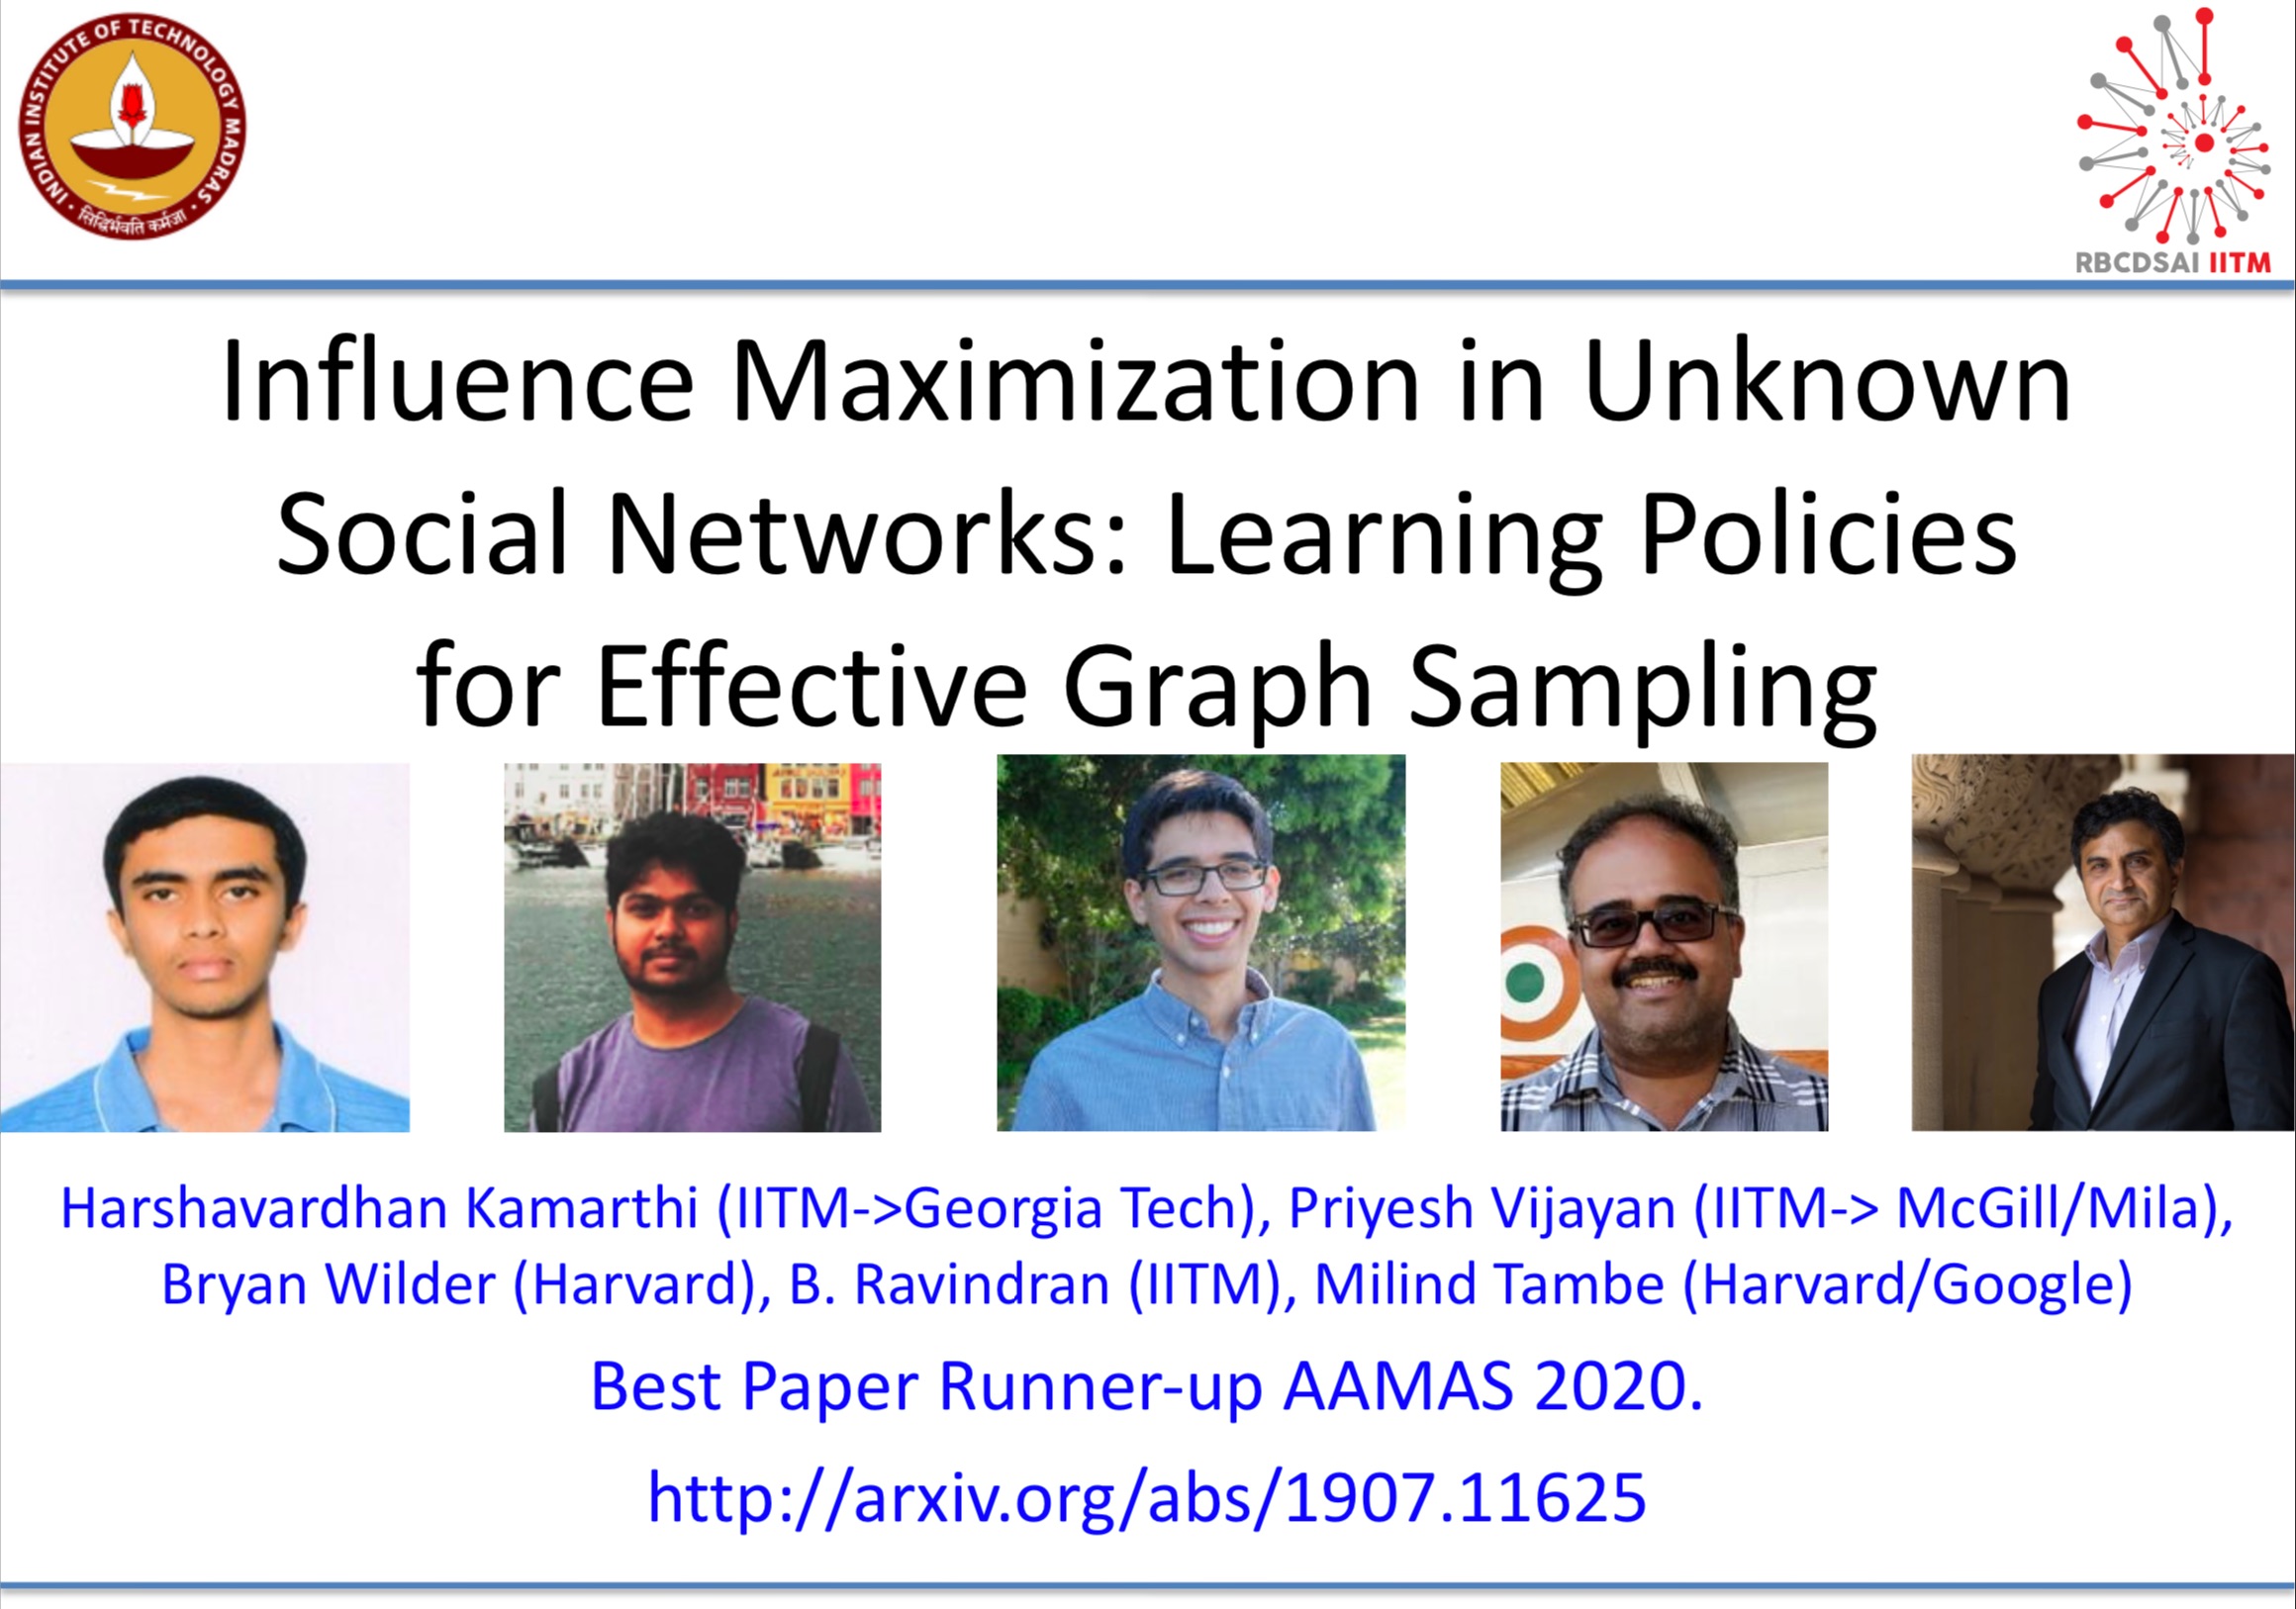 INDIAN INSTITUTE OF TECHNOLOGY MADRAS
सिद्धिर्भवति कर्मजा
RBCDSAI IITM
Influence Maximization in Unknown
Social Networks: Learning Policies
for Effective Graph Sampling
Harshavardhan Kamarthi (IITM->Georgia Tech), Priyesh Vijayan (IITM-> McGill/Mila),
Bryan Wilder (Harvard), B. Ravindran (IITM), Milind Tambe (Harvard/Google)
Best Paper Runner-up AAMAS 2020.
http://arxiv.org/abs/1907.11625